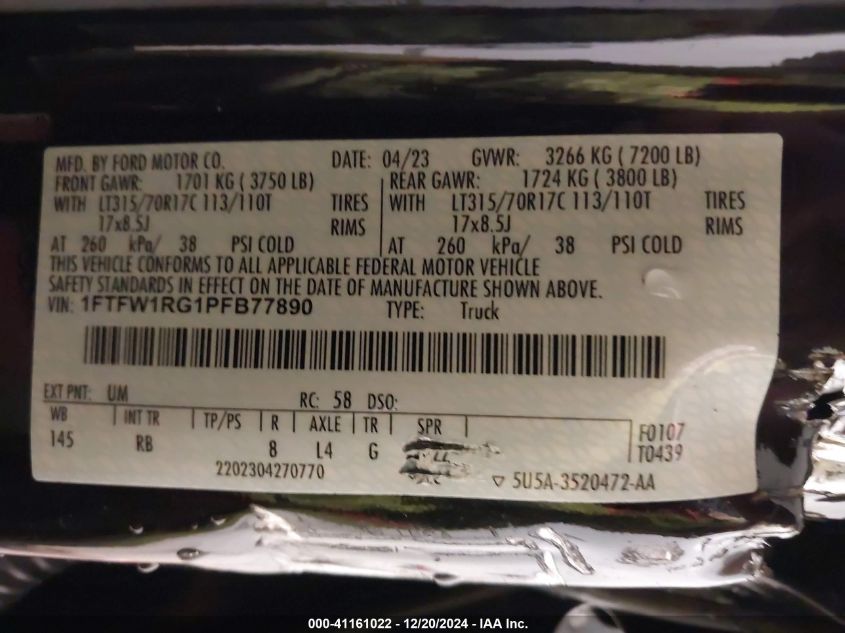 MFD. BY FORD MOTOR CO. DATE: 04/23 GVWR: 3266 KG ( 7200 LB)
FRONT GAWR: 1701 KG ( 3750 LB) REAR GAWR: 1724 KG ( 3800 LB)
WITH LT315/70R17C 113/110T TIRES WITH LT315/70R17C 113/110T TIRES
17x8.5J RIMS 17x8.5J RIMS
AT 260 kPa/ 38 PSI COLD AT 260 kPa/ 38 PSI COLD
THIS VEHICLE CONFORMS TO ALL APPLICABLE FEDERAL MOTOR VEHICLE
SAFETY STANDARDS IN EFFECT ON THE DATE OF MANUFACTURE SHOWN ABOVE.
VIN: 1FTFW1RG1PFB77890 TYPE: Truck
EXT PNT: UM RC: 58 DSO:
WB INT TR TP/PS R AXLE TR SPR F0107
145 RB 8 L4 G T0439
2202304270770 5U5A-3520472-AA
000-41161022 - 12/20/2024 - IAA Inc.